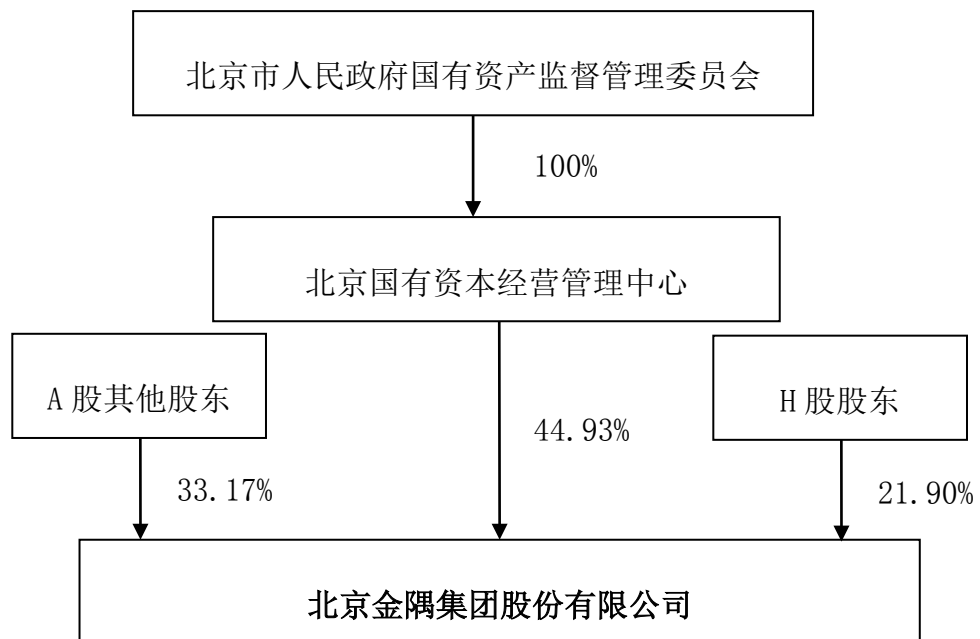 北京市人民政府国有资产监督管理委员会
100%
北京国有资本经营管理中心
A 股其他股东
H 股股东
44.93%
33.17%
21.90%
北京金隅集团股份有限公司